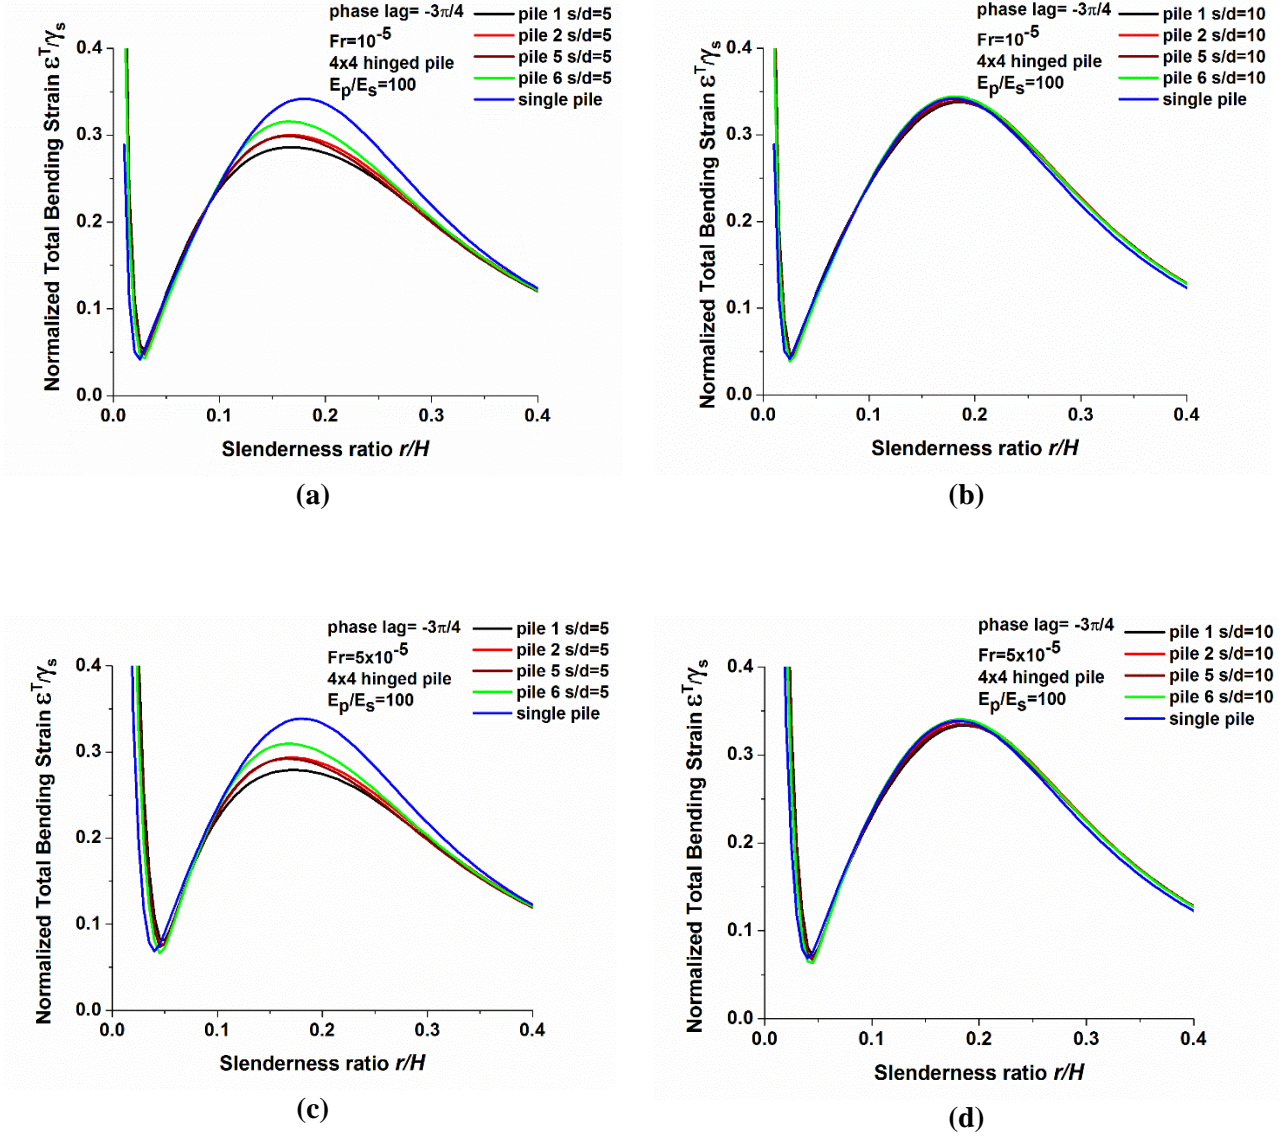 phase lag= -3π/4
Fr=10⁻⁵
4x4 hinged pile
Eₚ/Eₛ=100
pile 1 s/d=5
pile 2 s/d=5
pile 5 s/d=5
pile 6 s/d=5
single pile
Normalized Total Bending Strain εᵀ/γₛ
0.4
0.3
0.2
0.1
0.0
0.0 0.1 0.2 0.3 0.4
Slenderness ratio r/H
(a)
phase lag= -3π/4
Fr=10⁻⁵
4x4 hinged pile
Eₚ/Eₛ=100
pile 1 s/d=10
pile 2 s/d=10
pile 5 s/d=10
pile 6 s/d=10
single pile
Normalized Total Bending Strain εᵀ/γₛ
0.4
0.3
0.2
0.1
0.0
0.0 0.1 0.2 0.3 0.4
Slenderness ratio r/H
(b)
phase lag= -3π/4
Fr=5x10⁻⁵
4x4 hinged pile
Eₚ/Eₛ=100
pile 1 s/d=5
pile 2 s/d=5
pile 5 s/d=5
pile 6 s/d=5
single pile
Normalized Total Bending Strain εᵀ/γₛ
0.4
0.3
0.2
0.1
0.0
0.0 0.1 0.2 0.3 0.4
Slenderness ratio r/H
(c)
phase lag= -3π/4
Fr=5x10⁻⁵
4x4 hinged pile
Eₚ/Eₛ=100
pile 1 s/d=10
pile 2 s/d=10
pile 5 s/d=10
pile 6 s/d=10
single pile
Normalized Total Bending Strain εᵀ/γₛ
0.4
0.3
0.2
0.1
0.0
0.0 0.1 0.2 0.3 0.4
Slenderness ratio r/H
(d)